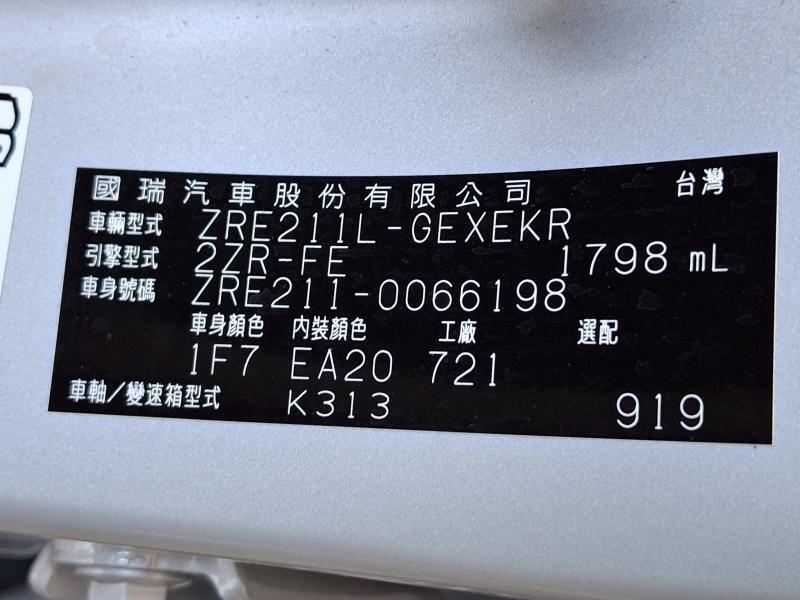 國瑞汽車股份有限公司 台灣
車輛型式 ZRE211L-GEXEKR
引擎型式 2ZR-FE 1798 mL
車身號碼 ZRE211-0066198
車身顏色 內裝顏色 工廠 選配
1F7 EA20 721
車軸/變速箱型式 K313 919